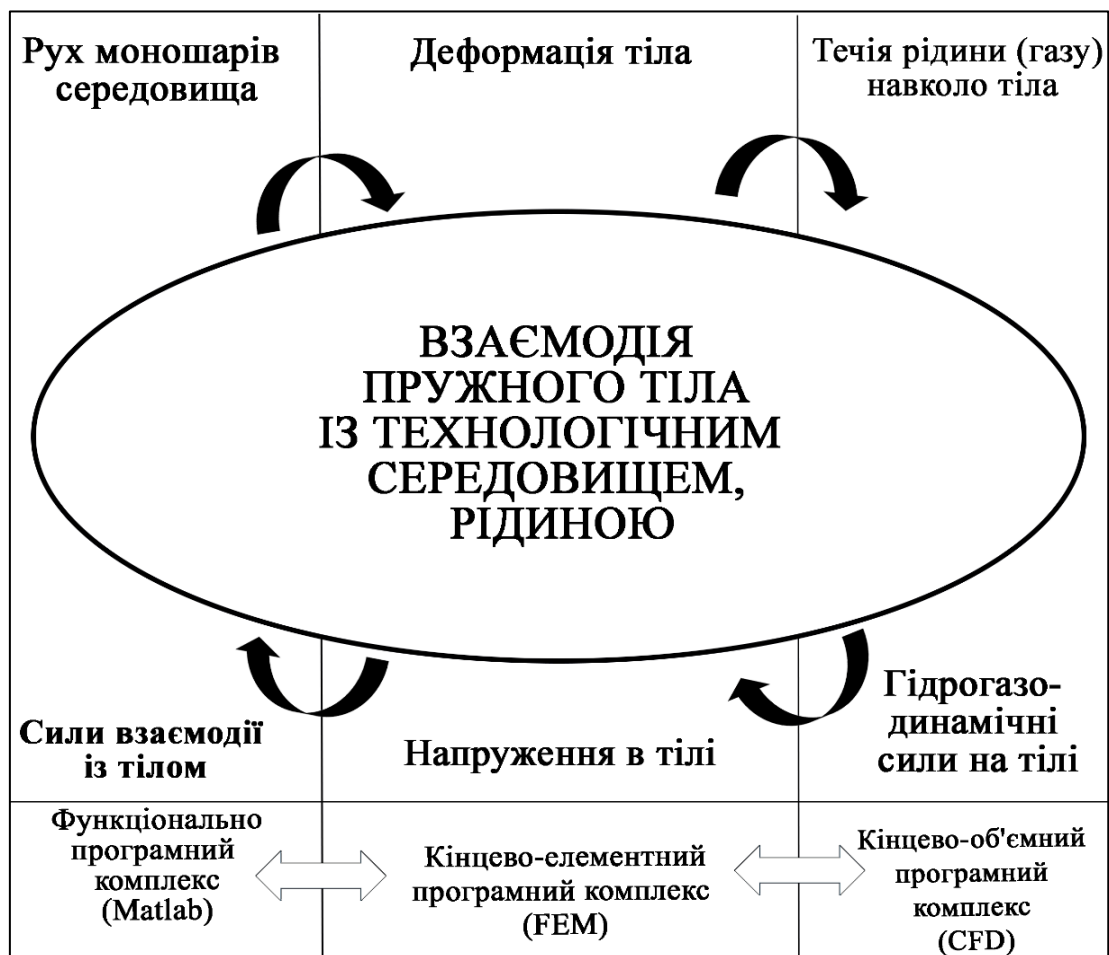 Рух моношарів
середовища
Деформація тіла
Течія рідини (газу)
навколо тіла
ВЗАЄМОДІЯ
ПРУЖНОГО ТІЛА
ІЗ ТЕХНОЛОГІЧНИМ
СЕРЕДОВИЩЕМ,
РІДИНОЮ
Сили взаємодії
із тілом
Напруження в тілі
Гідрогазо-
динамічні
сили на тілі
Функціонально
програмний
комплекс
(Matlab)
Кінцево-елементний
програмний комплекс
(FEM)
Кінцево-об'ємний
програмний
комплекс
(CFD)